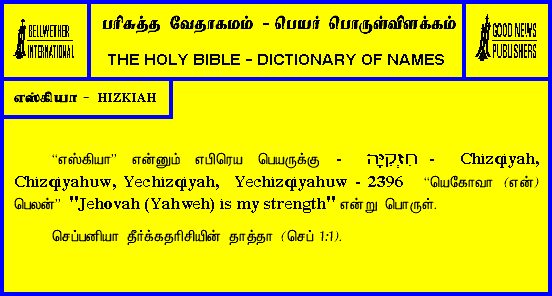 BELLWETHER
INTERNATIONAL
பரிசுத்த வேதாகமம் - பெயர் பொருள்விளக்கம்
THE HOLY BIBLE - DICTIONARY OF NAMES
GOOD NEWS
PUBLISHERS
எஸ்கியா - HIZKIAH
“எஸ்கியா” என்னும் எபிரெய பெயருக்கு - חִזְקִיָּה - Chizqiyah,
Chizqiyahuw, Yechizqiyah, Yechizqiyahuw - 2396 “யெகோவா (என்)
பெலன்” "Jehovah (Yahweh) is my strength" என்று பொருள்.
செப்பனியா தீர்க்கதரிசியின் தாத்தா (செப் 1:1).